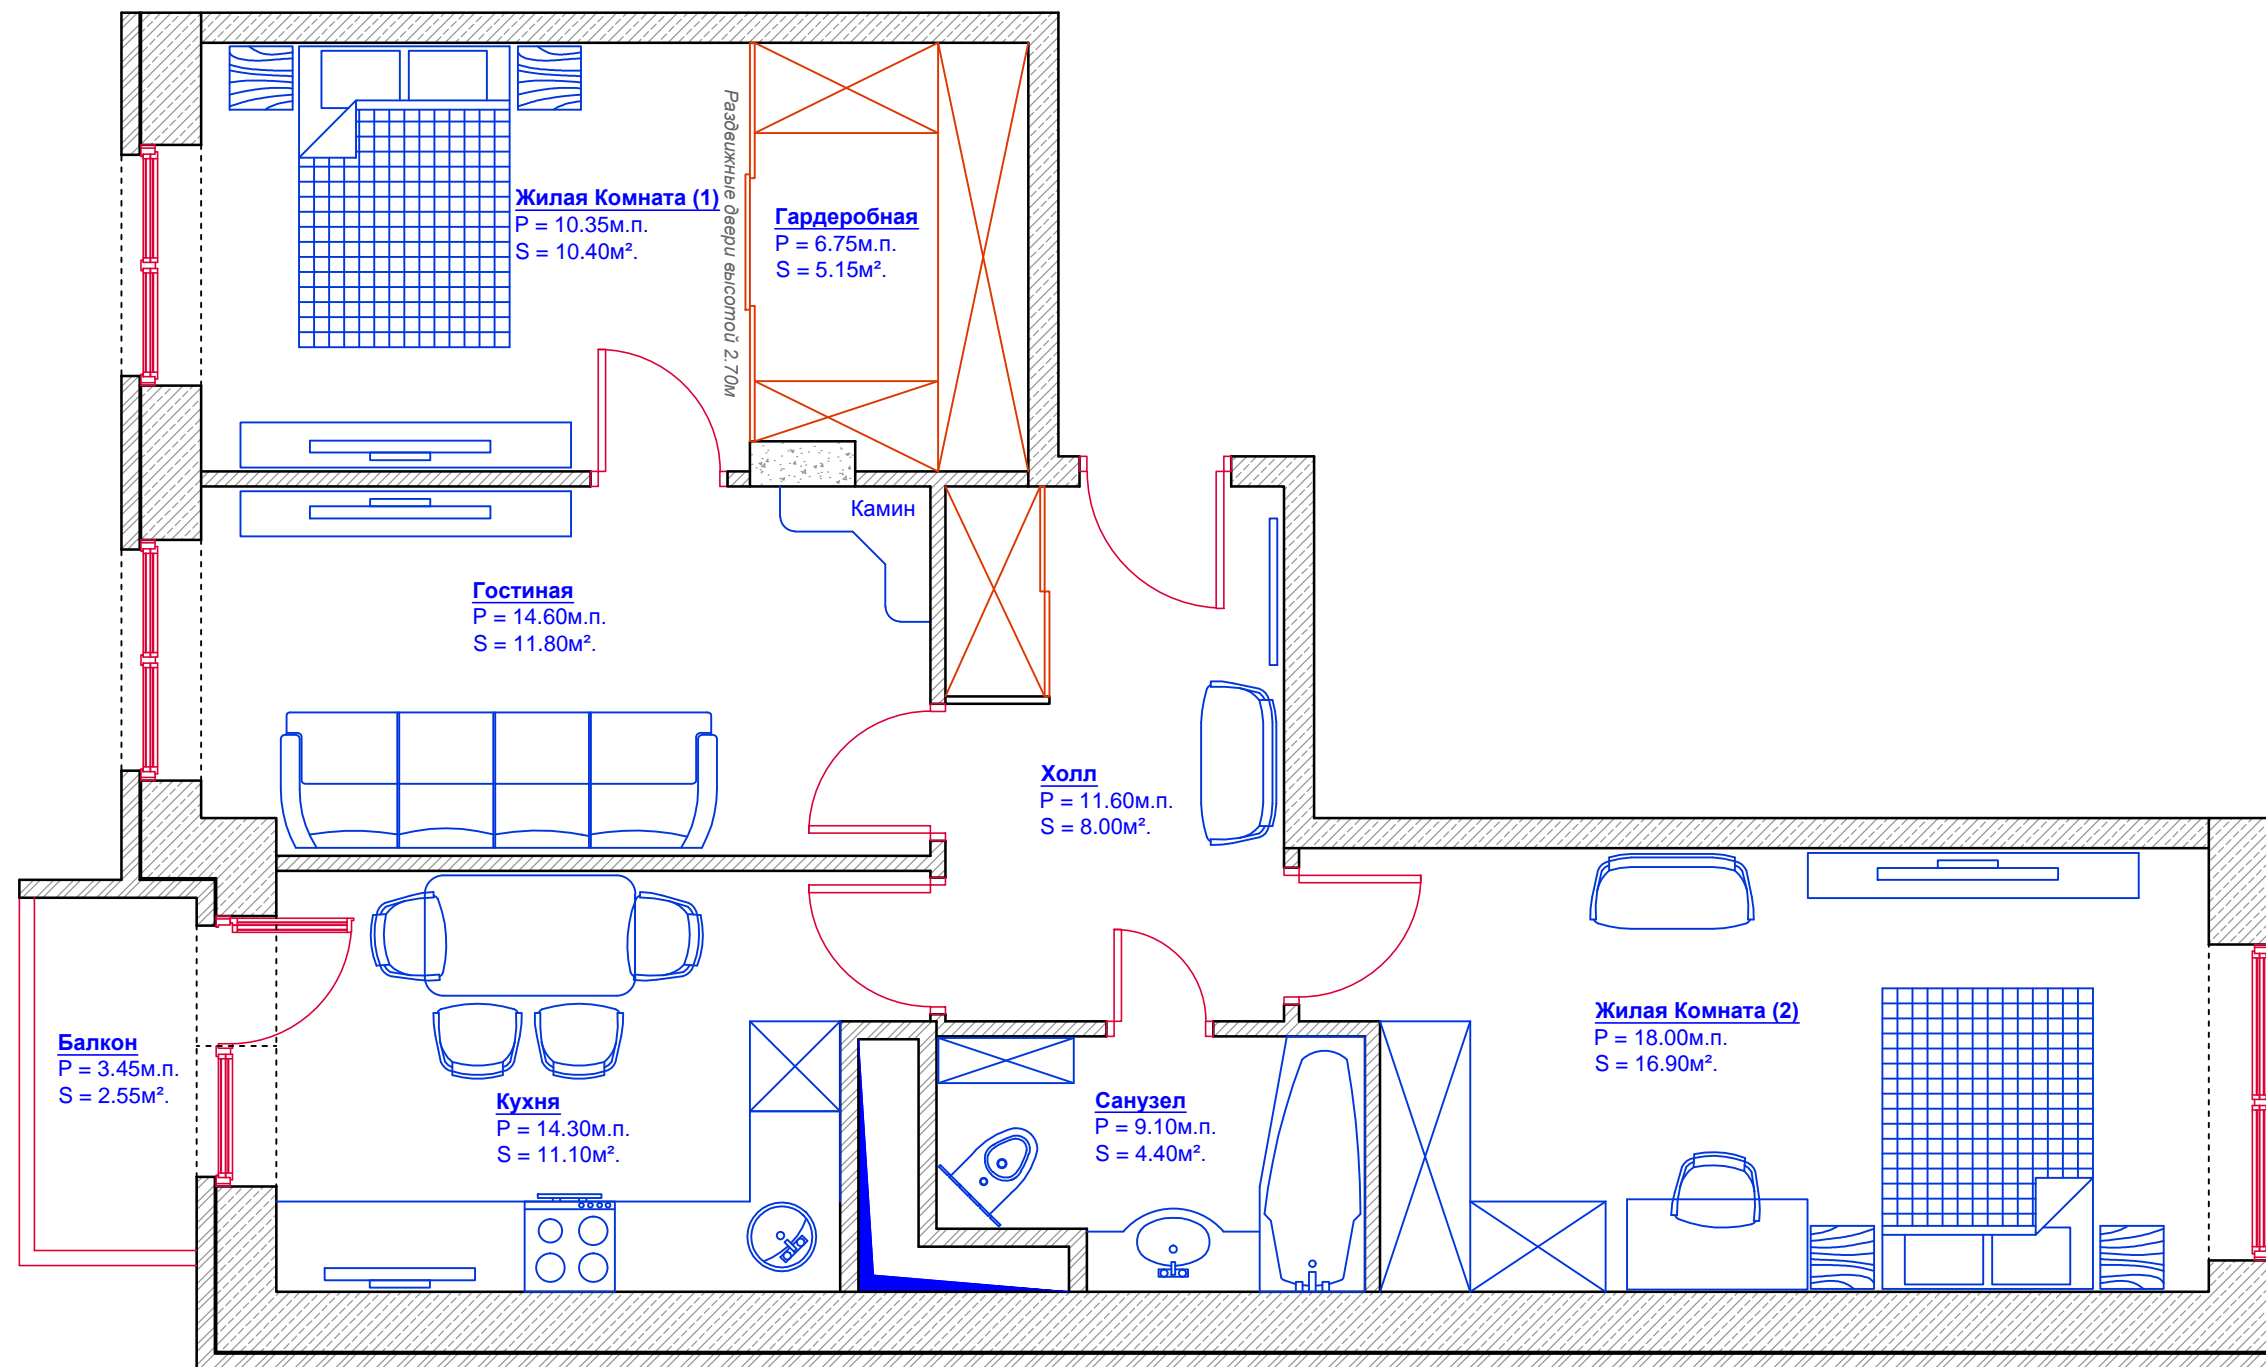 Жилая Комната (1)
P = 10.35м.п.
S = 10.40м².
Раздвижные двери высотой 2.70м
Гардеробная
P = 6.75м.п.
S = 5.15м².
Камин
Гостиная
P = 14.60м.п.
S = 11.80м².
Холл
P = 11.60м.п.
S = 8.00м².
Жилая Комната (2)
P = 18.00м.п.
S = 16.90м².
Балкон
P = 3.45м.п.
S = 2.55м².
Кухня
P = 14.30м.п.
S = 11.10м².
Санузел
P = 9.10м.п.
S = 4.40м².